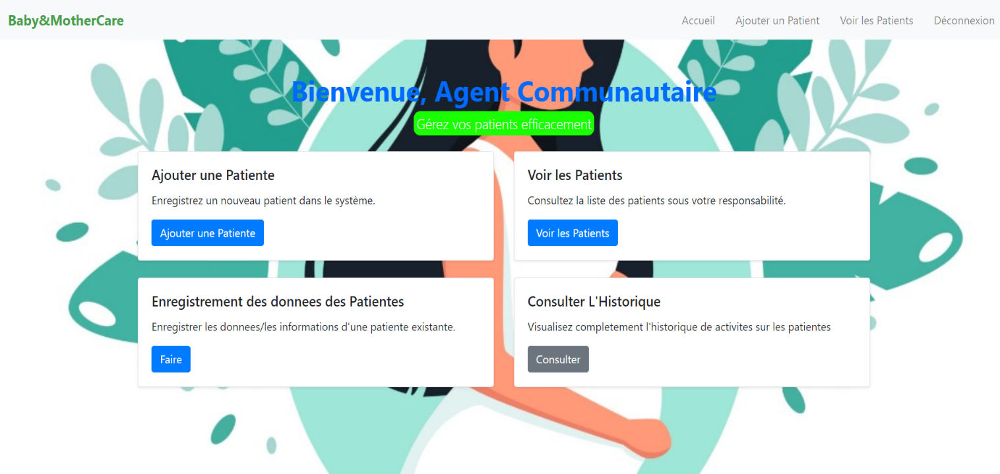 Baby&MotherCare
Accueil
Ajouter un Patient
Voir les Patients
Déconnexion
Bienvenue, Agent Communautaire
Gérez vos patients efficacement
Ajouter une Patiente
Enregistrez un nouveau patient dans le système.
Ajouter une Patiente
Voir les Patients
Consultez la liste des patients sous votre responsabilité.
Voir les Patients
Enregistrement des donnees des Patientes
Enregistrer les donnees/les informations d'une patiente existante.
Faire
Consulter L'Historique
Visualisez completement l'historique de activites sur les patientes
Consulter